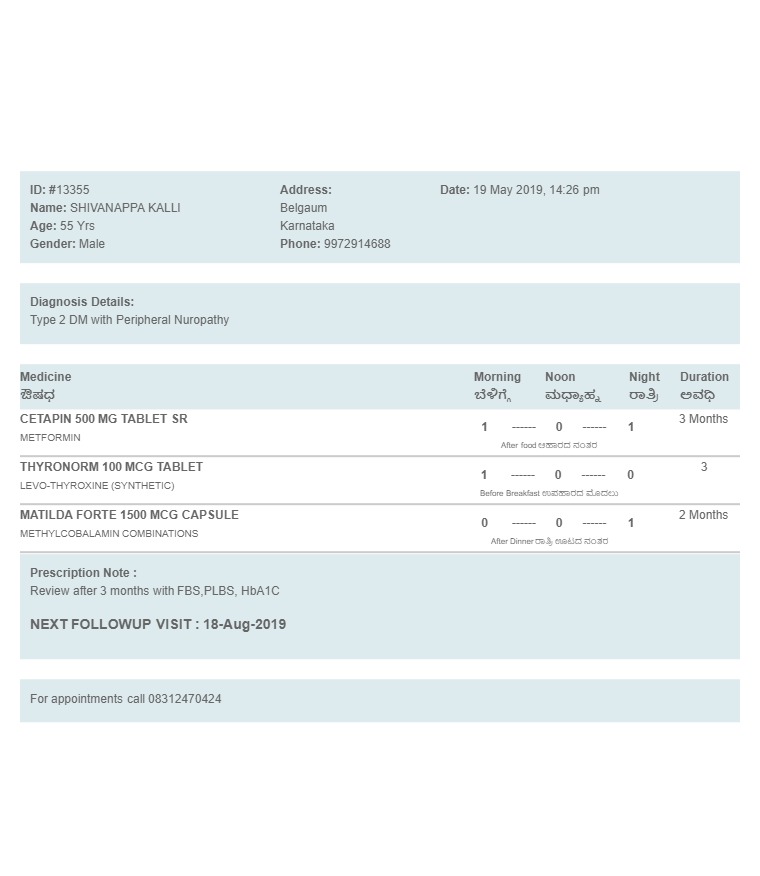 ID: #13355
Name: SHIVANAPPA KALLI
Age: 55 Yrs
Gender: Male
Address:
Belgaum
Karnataka
Phone: 9972914688
Date: 19 May 2019, 14:26 pm
Diagnosis Details:
Type 2 DM with Peripheral Nuropathy
Medicine Morning Noon Night Duration
ಔಷಧ ಬೆಳಿಗ್ಗೆ ಮಧ್ಯಾಹ್ನ ರಾತ್ರಿ ಅವಧಿ
CETAPIN 500 MG TABLET SR 1 ------ 0 ------ 1 3 Months
METFORMIN After food ಆಹಾರದ ನಂತರ
THYRONORM 100 MCG TABLET 1 ------ 0 ------ 0 3
LEVO-THYROXINE (SYNTHETIC) Before Breakfast ಉಪಹಾರದ ಮೊದಲು
MATILDA FORTE 1500 MCG CAPSULE 0 ------ 0 ------ 1 2 Months
METHYLCOBALAMIN COMBINATIONS After Dinner ರಾತ್ರಿ ಊಟದ ನಂತರ
Prescription Note :
Review after 3 months with FBS,PLBS, HbA1C
NEXT FOLLOWUP VISIT : 18-Aug-2019
For appointments call 08312470424